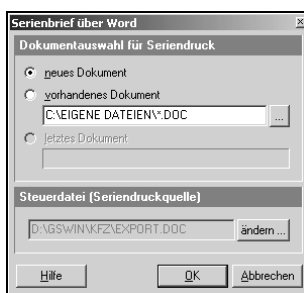 Serienbrief über Word
Dokumentauswahl für Seriendruck
neues Dokument
vorhandenes Dokument
C:\EIGENE DATEIEN\*.DOC ...
letztes Dokument
Steuerdatei (Seriendruckquelle)
D:\GSWIN\KFZ\EXPORT.DOC ändern ...
Hilfe OK Abbrechen